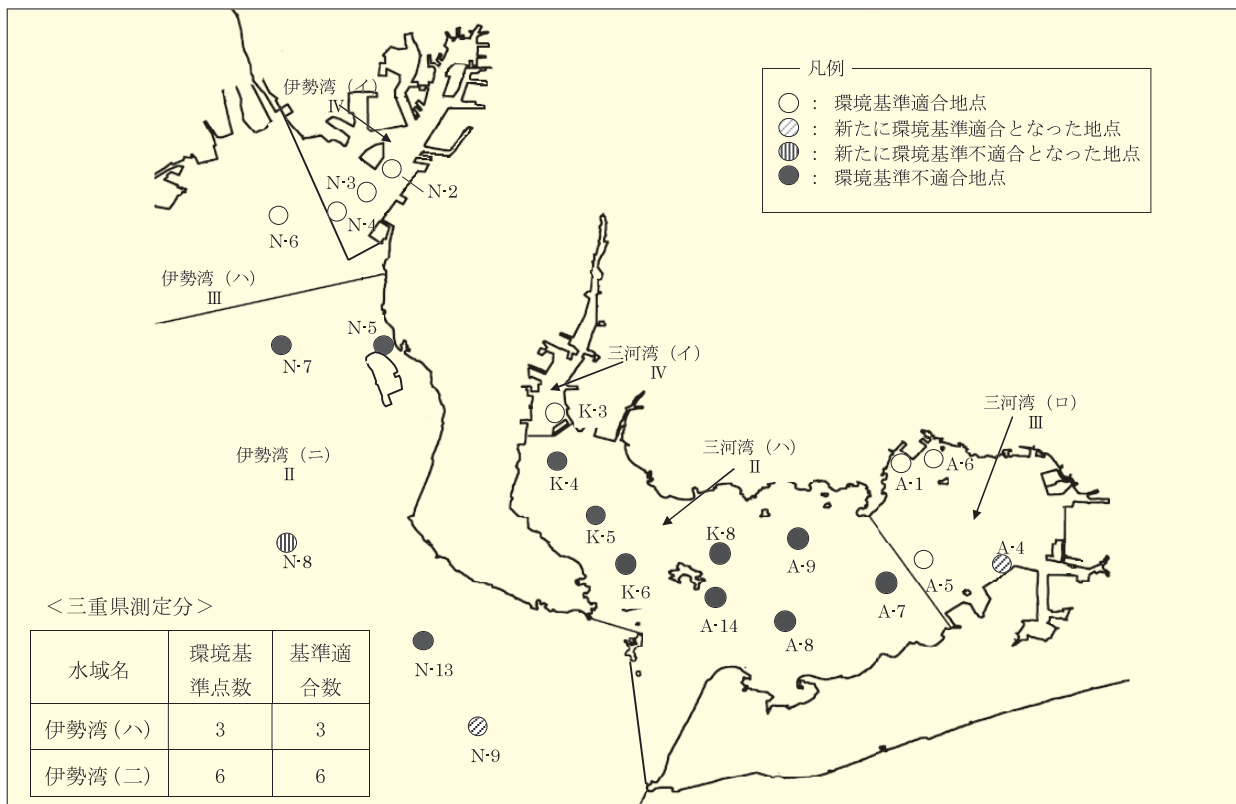 凡例
○ : 環境基準適合地点
: 新たに環境基準適合となった地点
: 新たに環境基準不適合となった地点
● : 環境基準不適合地点
伊勢湾（イ）
Ⅳ
N-3
N-2
N-4
N-6
伊勢湾（ハ）
Ⅲ
N-5
N-7
三河湾（イ）
Ⅳ
K-3
三河湾（ロ）
Ⅲ
伊勢湾（ニ）
Ⅱ
三河湾（ハ）
Ⅱ
A-6
A-1
K-4
K-5
K-8
A-4
N-8
A-9
A-5
K-6
A-7
A-14
A-8
N-13
N-9
＜三重県測定分＞
水域名
環境基
準点数
基準適
合数
伊勢湾（ハ） 3 3
伊勢湾（二） 6 6